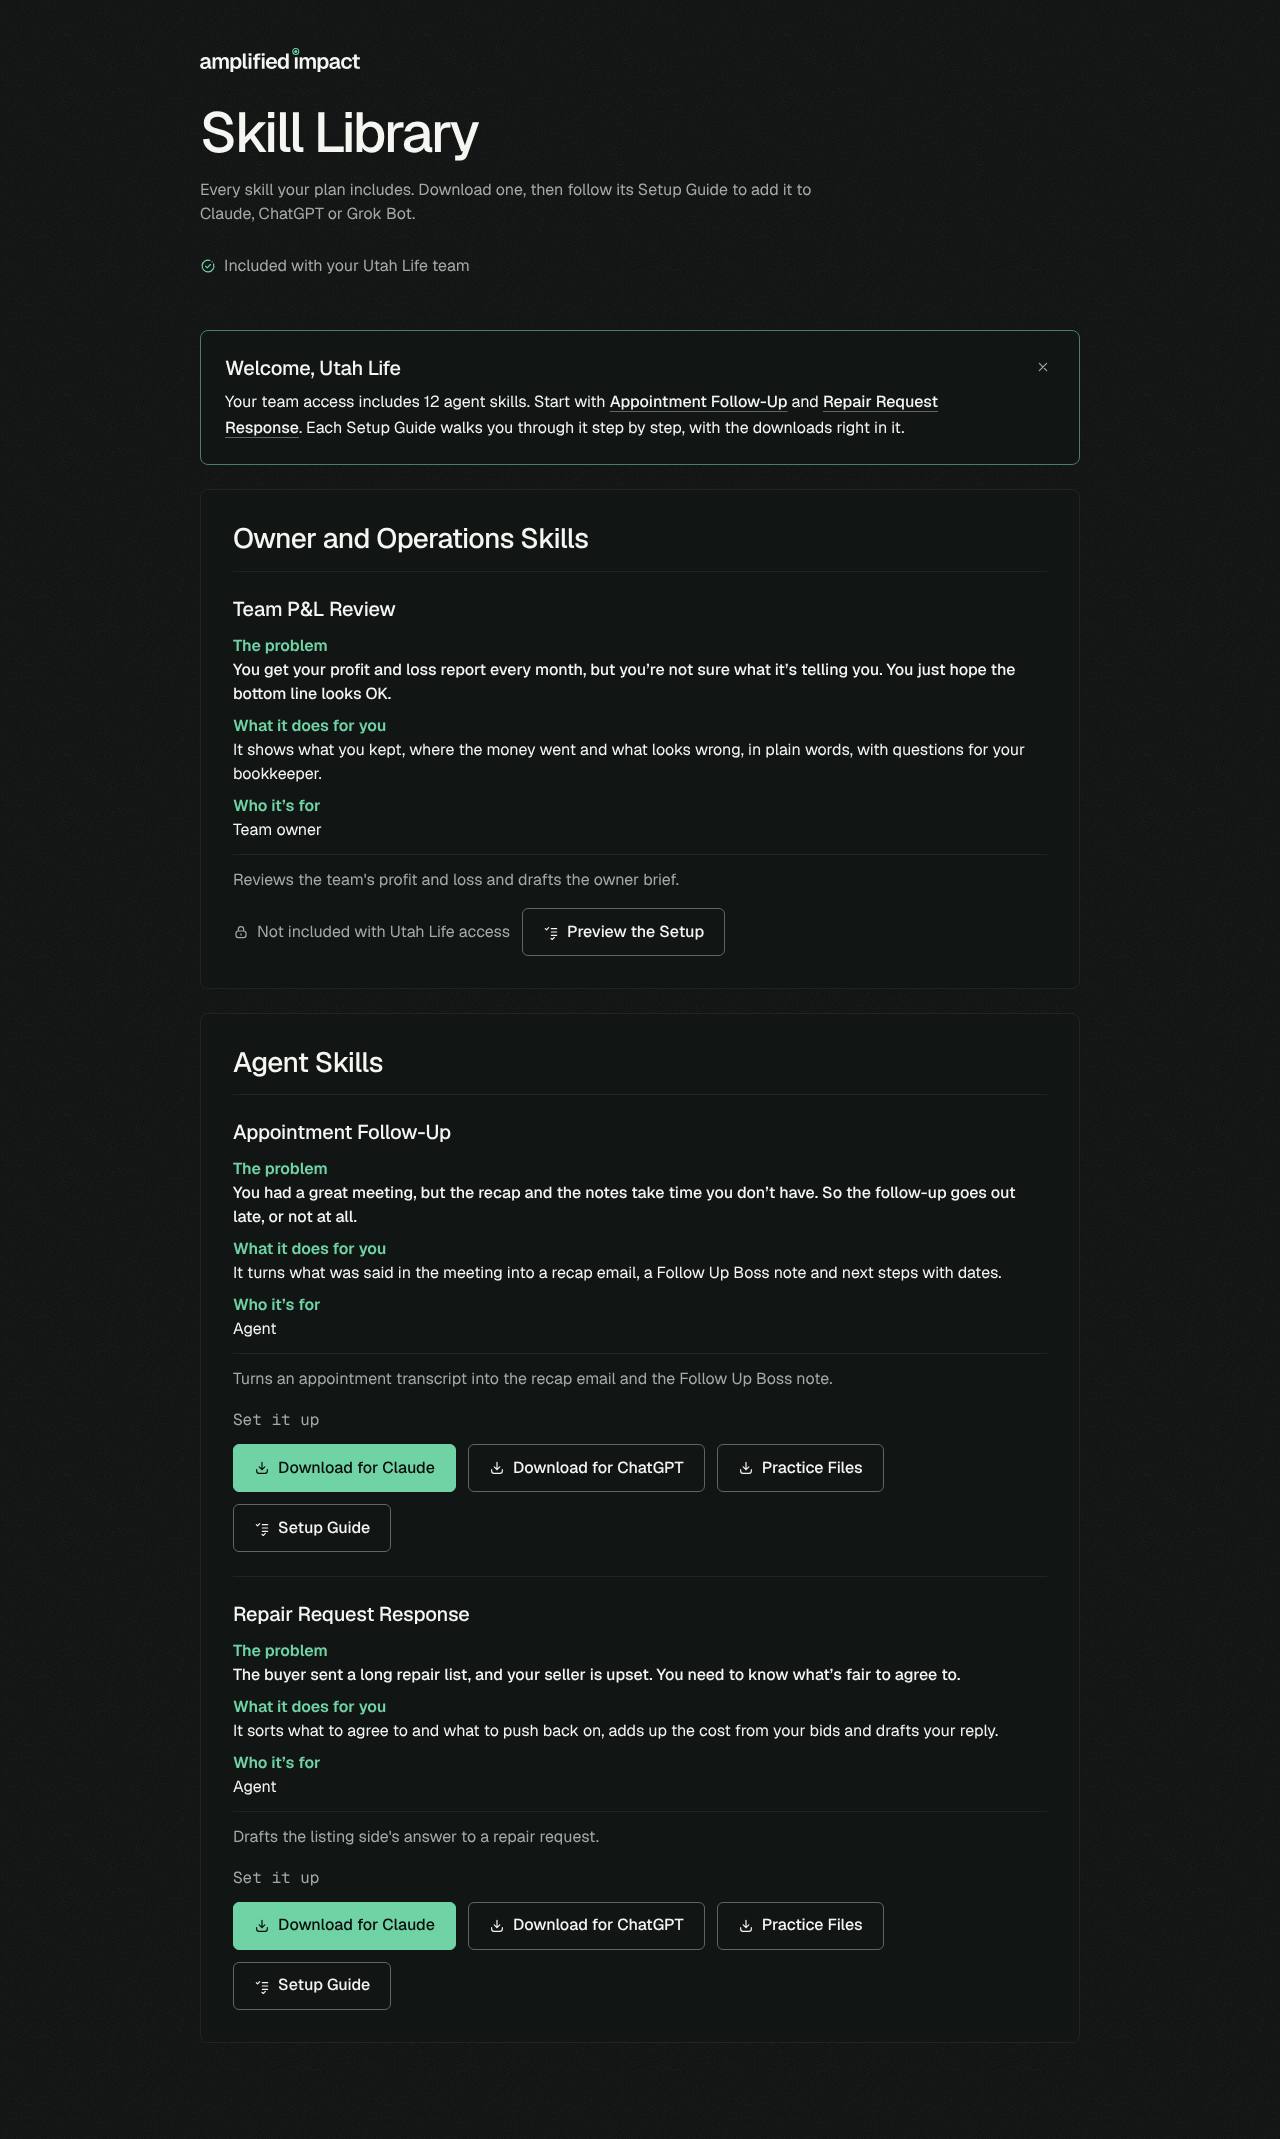 amplified impact
Skill Library
Every skill your plan includes. Download one, then follow its Setup Guide to add it to
Claude, ChatGPT or Grok Bot.
Included with your Utah Life team
Welcome, Utah Life
Your team access includes 12 agent skills. Start with Appointment Follow-Up and Repair Request
Response. Each Setup Guide walks you through it step by step, with the downloads right in it.
Owner and Operations Skills
Team P&L Review
The problem
You get your profit and loss report every month, but you’re not sure what it’s telling you. You just hope the
bottom line looks OK.
What it does for you
It shows what you kept, where the money went and what looks wrong, in plain words, with questions for your
bookkeeper.
Who it’s for
Team owner
Reviews the team's profit and loss and drafts the owner brief.
Not included with Utah Life access
Preview the Setup
Agent Skills
Appointment Follow-Up
The problem
You had a great meeting, but the recap and the notes take time you don’t have. So the follow-up goes out
late, or not at all.
What it does for you
It turns what was said in the meeting into a recap email, a Follow Up Boss note and next steps with dates.
Who it’s for
Agent
Turns an appointment transcript into the recap email and the Follow Up Boss note.
Set it up
Download for Claude
Download for ChatGPT
Practice Files
Setup Guide
Repair Request Response
The problem
The buyer sent a long repair list, and your seller is upset. You need to know what’s fair to agree to.
What it does for you
It sorts what to agree to and what to push back on, adds up the cost from your bids and drafts your reply.
Who it’s for
Agent
Drafts the listing side's answer to a repair request.
Set it up
Download for Claude
Download for ChatGPT
Practice Files
Setup Guide